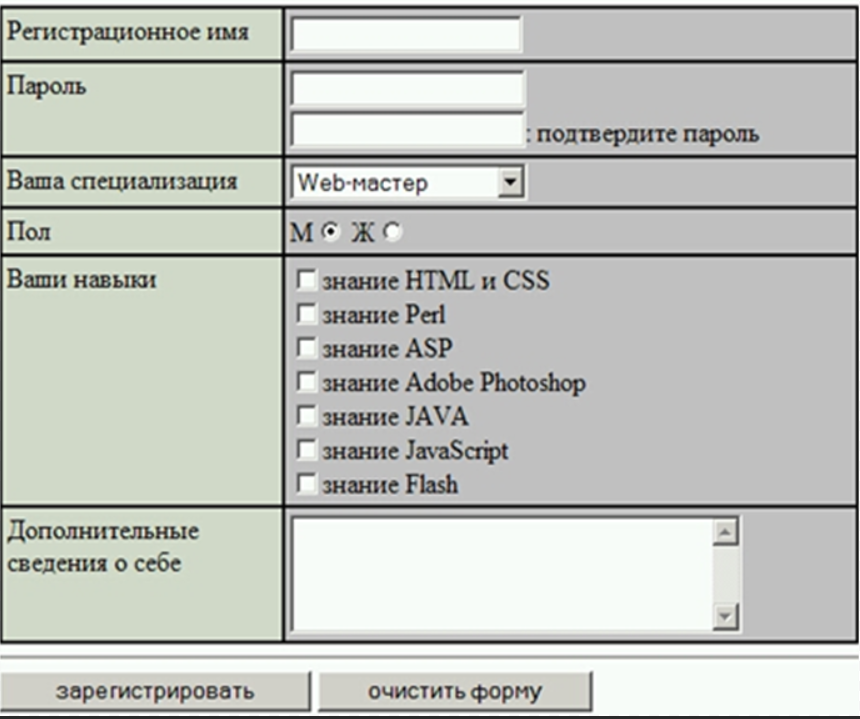 Регистрационное имя
Пароль
: подтвердите пароль
Ваша специализация
Web-мастер
Пол
М Ж
Ваши навыки
знание HTML и CSS
знание Perl
знание ASP
знание Adobe Photoshop
знание JAVA
знание JavaScript
знание Flash
Дополнительные
сведения о себе
зарегистрировать
очистить форму